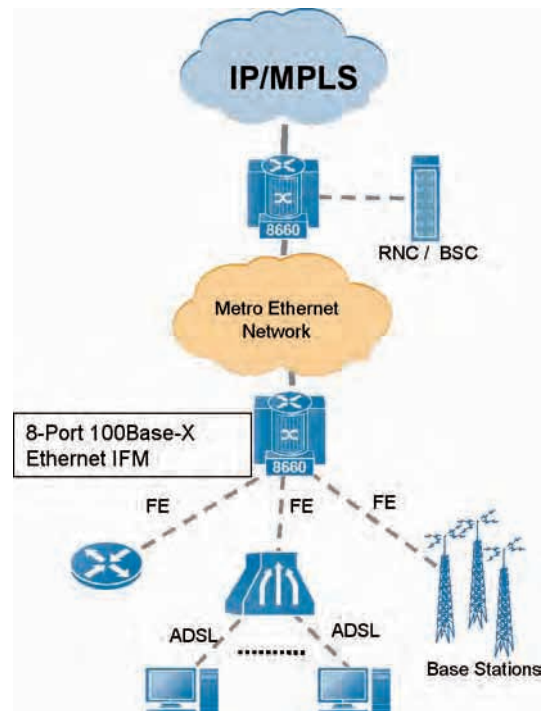 IP/MPLS
8660
RNC / BSC
Metro Ethernet
Network
8-Port 100Base-X
Ethernet IFM
8660
FE
FE
FE
ADSL
ADSL
Base Stations